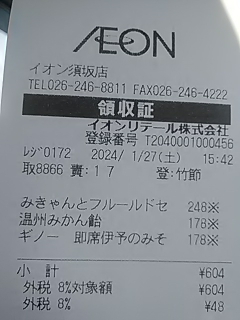 ÆON
イオン須坂店
TEL026-246-8811 FAX026-246-4222
領収証
イオンリテール株式会社
登録番号 T2040001000456
ﾚｼﾞ0172 2024/ 1/27(土) 15:42
取8866 責:17 登:竹節
みきゃんとフルールドセ 248※
温州みかん飴 178※
ギノー 即席伊予のみそ 178※
小 計 ¥604
外税 8%対象額 ¥604
外税 8% ¥48